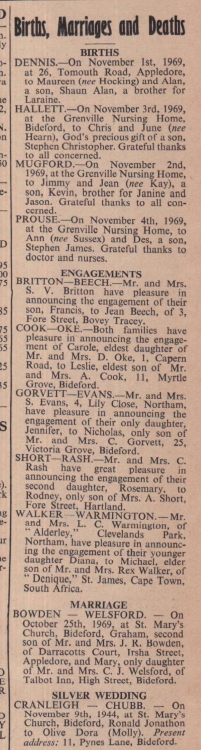 Births, Marriages and Deaths
BIRTHS
DENNIS.—On November 1st, 1969,
at 26, Tomouth Road, Appledore,
to Maureen (nee Hocking) and Alan,
a son, Shaun Alan, a brother for
Laraine.
HALLETT.—On November 3rd, 1969,
at the Grenville Nursing Home,
Bideford, to Chris and June (nee
Hearn), God's precious gift of a son,
Stephen Christopher. Grateful thanks
to all concerned.
MUGFORD.—On November 2nd,
1969, at the Grenville Nursing Home,
to Jimmy and Jean (nee Kay), a
son, Kevin, brother for Janine and
Jason. Grateful thanks to all con-
cerned.
PROUSE.—On November 4th, 1969,
at the Grenville Nursing Home, to
Ann (nee Sussex) and Des, a son,
Stephen James. Grateful thanks to
doctor and nurses.
ENGAGEMENTS
BRITTON—BEECH.—Mr. and Mrs.
S. V. Britton have pleasure in
announcing the engagement of their
son, Francis, to Jean Beech, of 3,
Fore Street, Bovey Tracey.
COOK—OKE.—Both families have
pleasure in announcing the engage-
ment of Carole, eldest daughter of
Mr. and Mrs. D. Oke, 1, Capern
Road, to Leslie, eldest son of Mr.
and Mrs. A. Cook, 11, Myrtle
Grove, Bideford.
GORVETT—EVANS.—Mr. and Mrs.
S. Evans, 4, Lily Close, Northam,
have pleasure in announcing the
engagement of their only daughter,
Jennifer, to Nicholas, only son of
Mr. and Mrs. C. Gorvett, 25,
Victoria Grove, Bideford.
SHORT—RASH.—Mr. and Mrs. C.
Rash have great pleasure in
announcing the engagement of their
second daughter, Rosemary, to
Rodney, only son of Mrs. A. Short,
Fore Street, Hartland.
WALKER—WARMINGTON.—Mr.
and Mrs. L. C. Warmington, of
"Alderley," Clevelands Park,
Northam, have pleasure in announc-
ing the engagement of their younger
daughter Diana, to Michael, elder
son of Mr. and Mrs. Rex Walker, of
"Denique," St. James, Cape Town,
South Africa.
MARRIAGE
BOWDEN — WELSFORD. — On
October 25th, 1969, at St. Mary's
Church, Bideford, Graham, second
son of Mr. and Mrs. J. R. Bowden,
of Darracotts Court, Irsha Street,
Appledore, and Mary, only daughter
of Mr. and Mrs. C. J. Welsford, of
Talbot Inn, High Street, Bideford.
SILVER WEDDING
CRANLEIGH — CHUBB. — On
November 9th, 1944, at St. Mary's
Church, Bideford, Ronald Jonathon
to Olive Dora (Molly). Present
address: 11, Pynes Lane, Bideford.